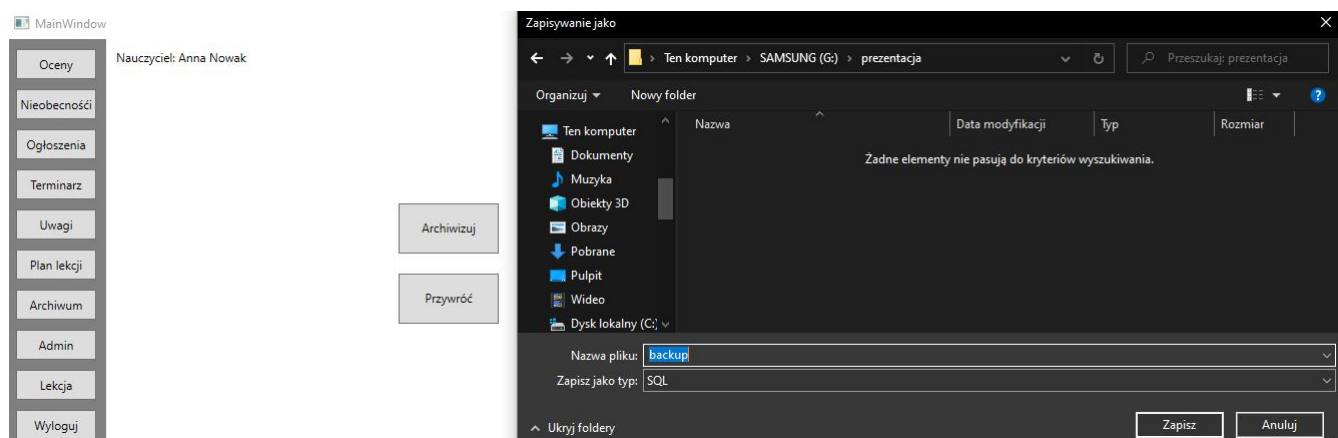 MainWindow
Oceny
Nieobecnośći
Ogłoszenia
Terminarz
Uwagi
Plan lekcji
Archiwum
Admin
Lekcja
Wyloguj
Nauczyciel: Anna Nowak
Archiwizuj
Przywróć
Zapisywanie jako
Ten komputer > SAMSUNG (G:) > prezentacja
Przeszukaj: prezentacja
Organizuj Nowy folder
Nazwa Data modyfikacji Typ Rozmiar
Żadne elementy nie pasują do kryteriów wyszukiwania.
Ten komputer
Dokumenty
Muzyka
Obiekty 3D
Obrazy
Pobrane
Pulpit
Wideo
Dysk lokalny (C:)
Nazwa pliku: backup
Zapisz jako typ: SQL
Ukryj foldery
Zapisz Anuluj